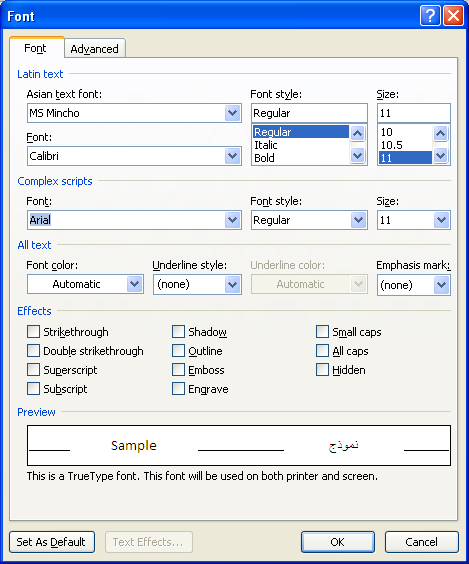 Font
Font Advanced
Latin text
Asian text font: Font style: Size:
MS Mincho Regular 11
Font: Regular 10
Italic 10.5
Calibri Bold 11
Complex scripts
Font: Font style: Size:
Arial Regular 11
All text
Font color: Underline style: Underline color: Emphasis mark:
Automatic (none) Automatic (none)
Effects
Strikethrough Shadow Small caps
Double strikethrough Outline All caps
Superscript Emboss Hidden
Subscript Engrave
Preview
Sample نموذج
This is a TrueType font. This font will be used on both printer and screen.
Set As Default Text Effects... OK Cancel